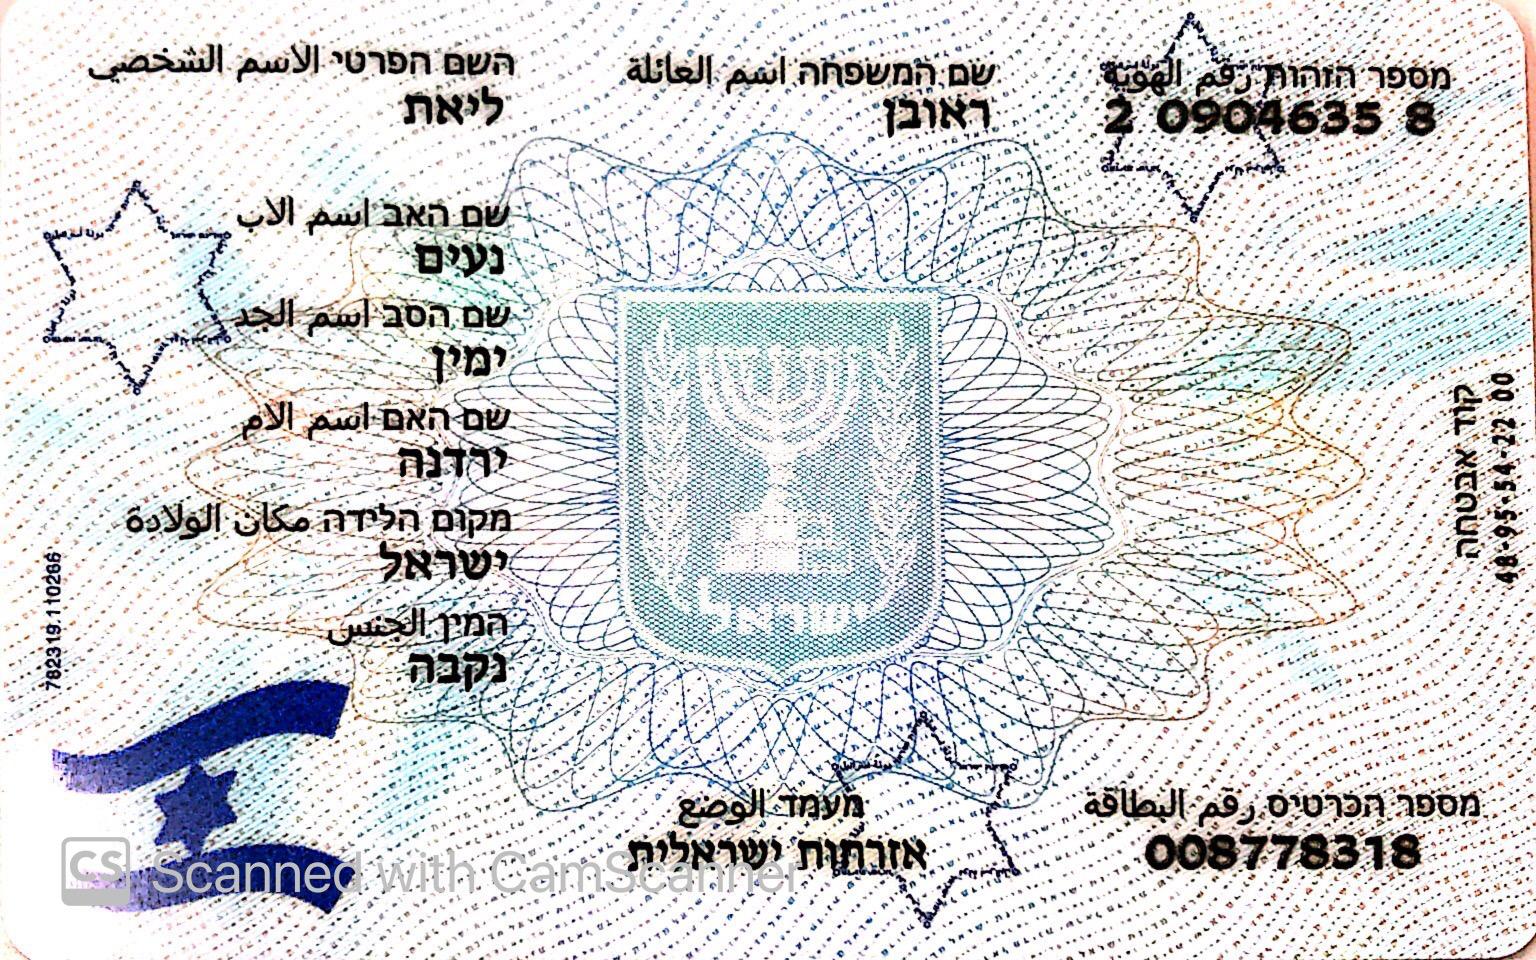 מספר הזהות رقم الهوية
2 0904635 8
שם המשפחה اسم العائلة
ראובן
השם הפרטי الاسم الشخصي
ליאת
שם האב اسم الاب
נעים
שם הסב اسم الجد
ימין
שם האם اسم الام
ירדנה
מקום הלידה مكان الولادة
ישראל
המין الجنس
נקבה
קוד אבטחה
48-95-54-22 00
782319.110266
ישראל
מעמד الوضع
אזרחות ישראלית
מספר הכרטיס رقم البطاقة
008778318
CS Scanned with CamScanner